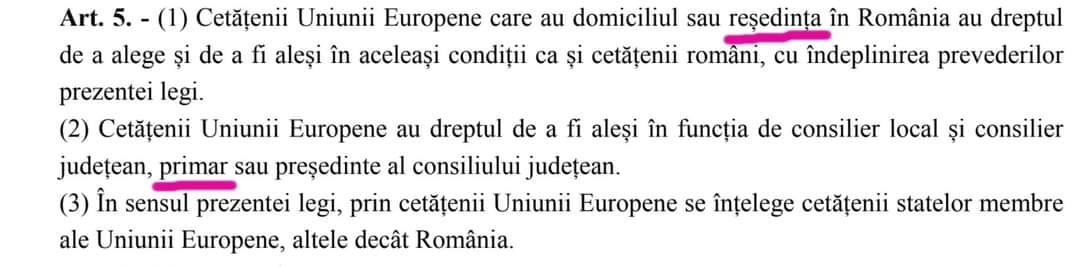 Art. 5. - (1) Cetățenii Uniunii Europene care au domiciliul sau reședința în România au dreptul
de a alege și de a fi aleși în aceleași condiții ca și cetățenii români, cu îndeplinirea prevederilor
prezentei legi.
(2) Cetățenii Uniunii Europene au dreptul de a fi aleși în funcția de consilier local și consilier
județean, primar sau președinte al consiliului județean.
(3) În sensul prezentei legi, prin cetățenii Uniunii Europene se înțelege cetățenii statelor membre
ale Uniunii Europene, altele decât România.